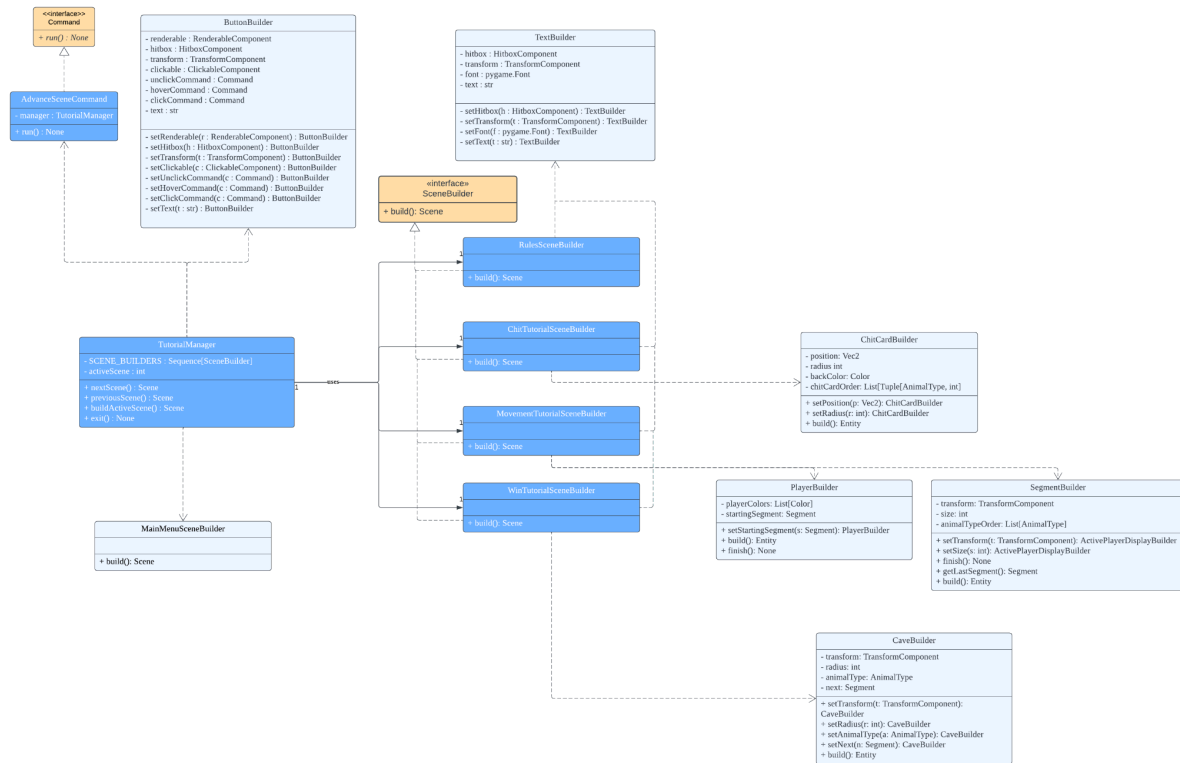 <<interface>>
Command
+ run() : None
AdvanceSceneCommand
- manager : TutorialManager
+ run() : None
ButtonBuilder
- renderable : RenderableComponent
- hitbox : HitboxComponent
- transform : TransformComponent
- clickable : ClickableComponent
- unclickCommand : Command
- hoverCommand : Command
- clickCommand : Command
- text : str
- setRenderable(r : RenderableComponent) : ButtonBuilder
- setHitbox(h : HitboxComponent) : ButtonBuilder
- setTransform(t : TransformComponent) : ButtonBuilder
- setClickable(c : ClickableComponent) : ButtonBuilder
- setUnclickCommand(c : Command) : ButtonBuilder
- setHoverCommand(c : Command) : ButtonBuilder
- setClickCommand(c : Command) : ButtonBuilder
- setText(t : str) : ButtonBuilder
TextBuilder
- hitbox : HitboxComponent
- transform : TransformComponent
- font : pygame.Font
- text : str
- setHitbox(h : HitboxComponent) : TextBuilder
- setTransform(t : TransformComponent) : TextBuilder
- setFont(f : pygame.Font) : TextBuilder
- setText(t : str) : TextBuilder
«interface»
SceneBuilder
+ build(): Scene
1
RulesSceneBuilder
+ build(): Scene
1
ChitTutorialSceneBuilder
+ build(): Scene
TutorialManager
- SCENE_BUILDERS : Sequence[SceneBuilder]
- activeScene : int
+ nextScene() : Scene
+ previousScene() : Scene
+ buildActiveScene() : Scene
+ exit() : None
1
uses
1
MovementTutorialSceneBuilder
+ build(): Scene
1
WinTutorialSceneBuilder
+ build(): Scene
MainMenuSceneBuilder
+ build(): Scene
ChitCardBuilder
- position: Vec2
- radius int
- backColor: Color
- chitCardOrder: List[Tuple[AnimalType, int]
+ setPosition(p: Vec2): ChitCardBuilder
+ setRadius(r: int): ChitCardBuilder
+ build(): Entity
PlayerBuilder
- playerColors: List[Color]
- startingSegment: Segment
+ setStartingSegment(s: Segment): PlayerBuilder
+ build(): Entity
+ finish(): None
SegmentBuilder
- transform: TransformComponent
- size: int
- animalTypeOrder: List[AnimalType]
+ setTransform(t: TransformComponent): ActivePlayerDisplayBuilder
+ setSize(s: int): ActivePlayerDisplayBuilder
+ finish(): None
+ getLastSegment(): Segment
+ build(): Entity
CaveBuilder
- transform: TransformComponent
- radius: int
- animalType: AnimalType
- next: Segment
+ setTransform(t: TransformComponent):
CaveBuilder
+ setRadius(r: int): CaveBuilder
+ setAnimalType(a: AnimalType): CaveBuilder
+ setNext(n: Segment): CaveBuilder
+ build(): Entity